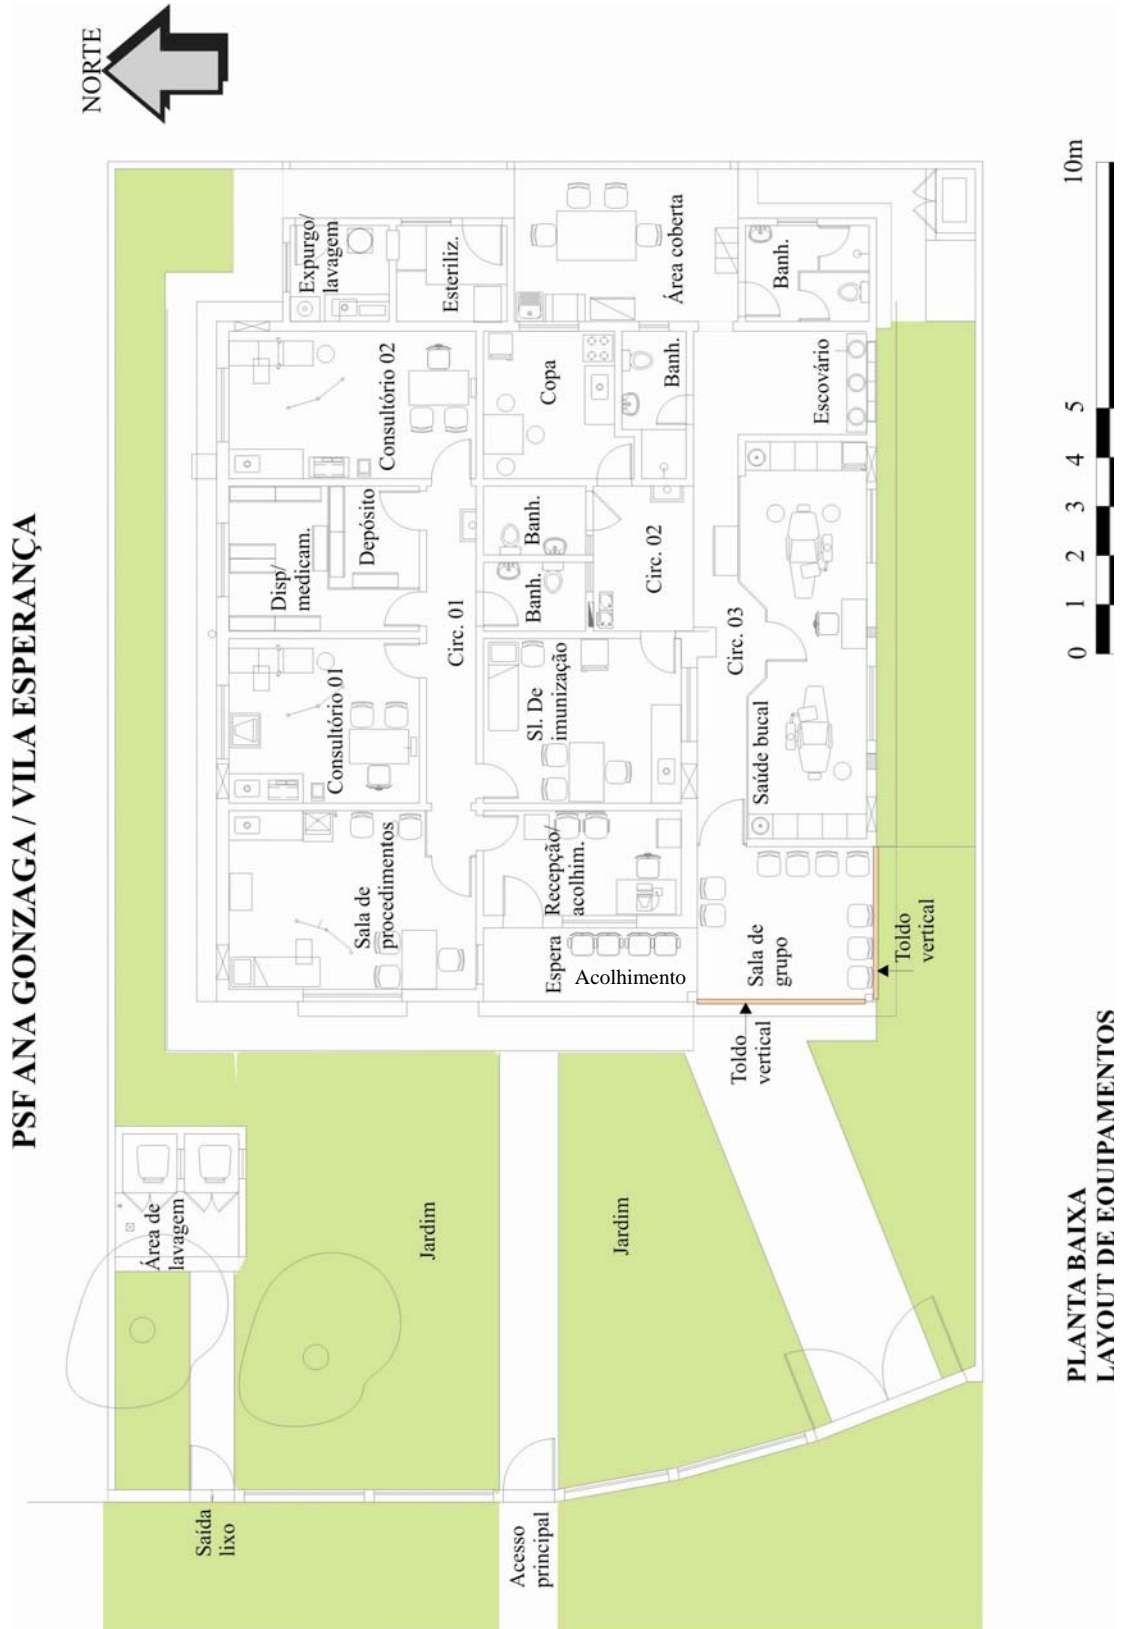 PSF ANA GONZAGA / VILA ESPERANÇA
NORTE
Saída
lixo
Área de
lavagem
Sala de
procedimentos
Consultório 01
Disp/
medicam.
Depósito
Consultório 02
Expurgo/
lavagem
Esteriliz.
Jardim
Circ. 01
Acesso
principal
Espera
Acolhimento
Recepção/
acolhim.
Sl. De
imunização
Banh.
Banh.
Circ. 02
Copa
Banh.
Área coberta
Jardim
Toldo
vertical
Sala de
grupo
Saúde bucal
Circ. 03
Escovário
Banh.
Toldo
vertical
PLANTA BAIXA
LAYOUT DE EQUIPAMENTOS
0 1 2 3 4 5 10m